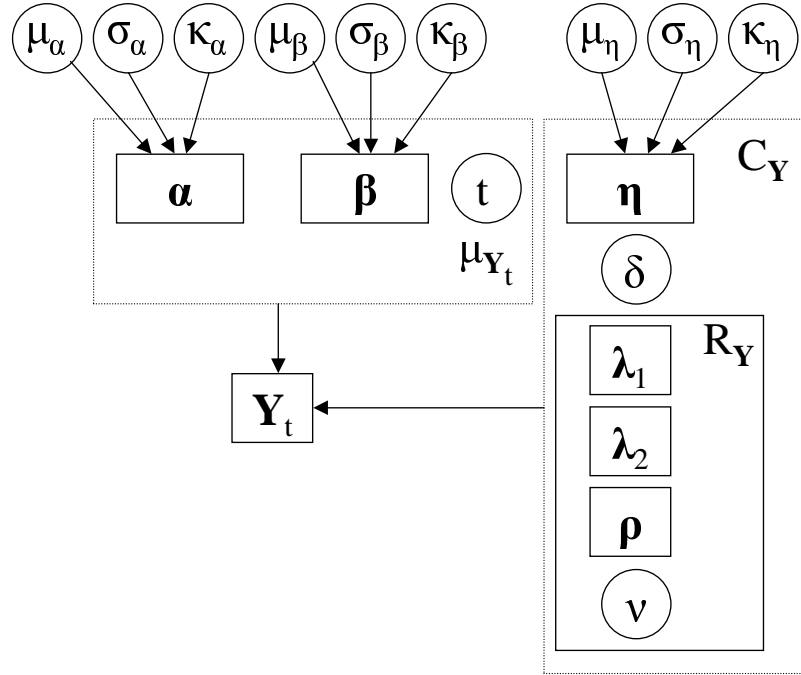 μα σα κα μβ σβ κβ μη ση κη
α β t η CY
μYt
δ
RY
λ1
Yt
λ2
ρ
ν